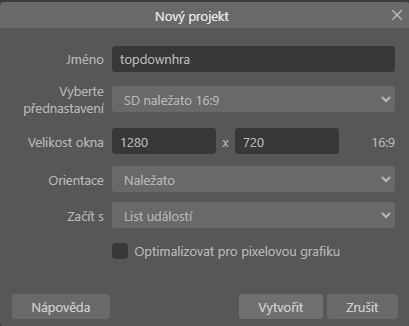 Nový projekt
Jméno topdownhra
Vyberte
přednastavení SD naležato 16:9
Velikost okna 1280 x 720 16:9
Orientace Naležato
Začít s List událostí
Optimalizovat pro pixelovou grafiku
Nápověda Vytvořit Zrušit